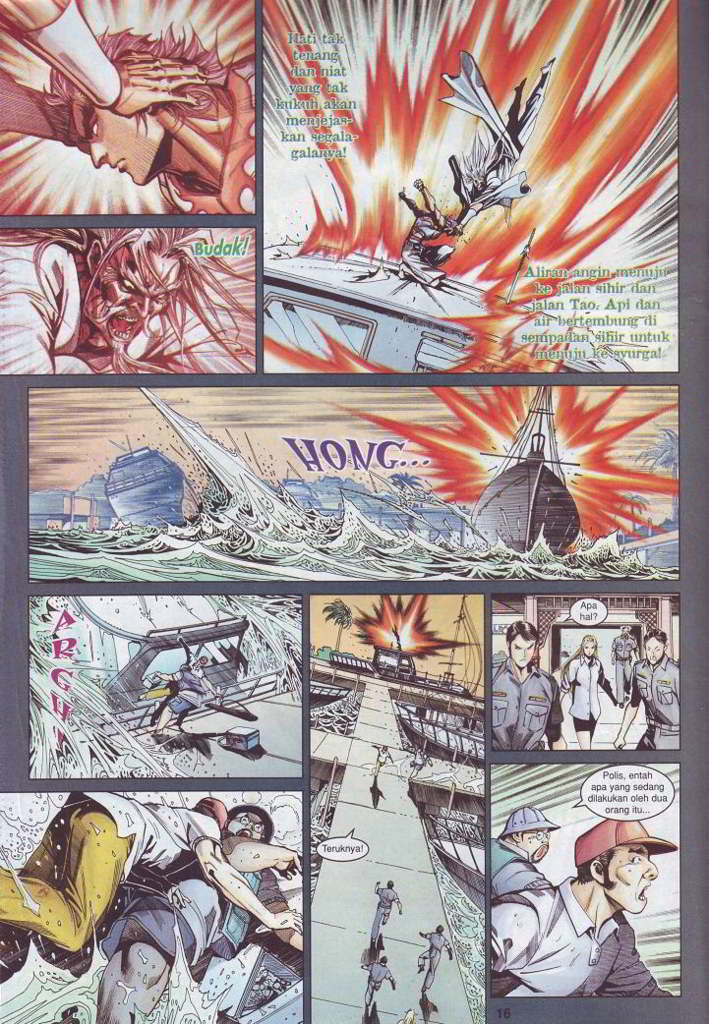 Hati tak
tenang
dan niat
yang tak
kukuh akan
menjejas-
kan segala-
galanya!
Budak!
Aliran angin menuju
ke jalan sihir dan
jalan Tao. Api dan
air bertembung di
sempadan sihir untuk
menuju ke syurga!
HONG...
ARGH
Teruknya!
Apa
hal?
Polis, entah
apa yang sedang
dilakukan oleh dua
orang itu...
16